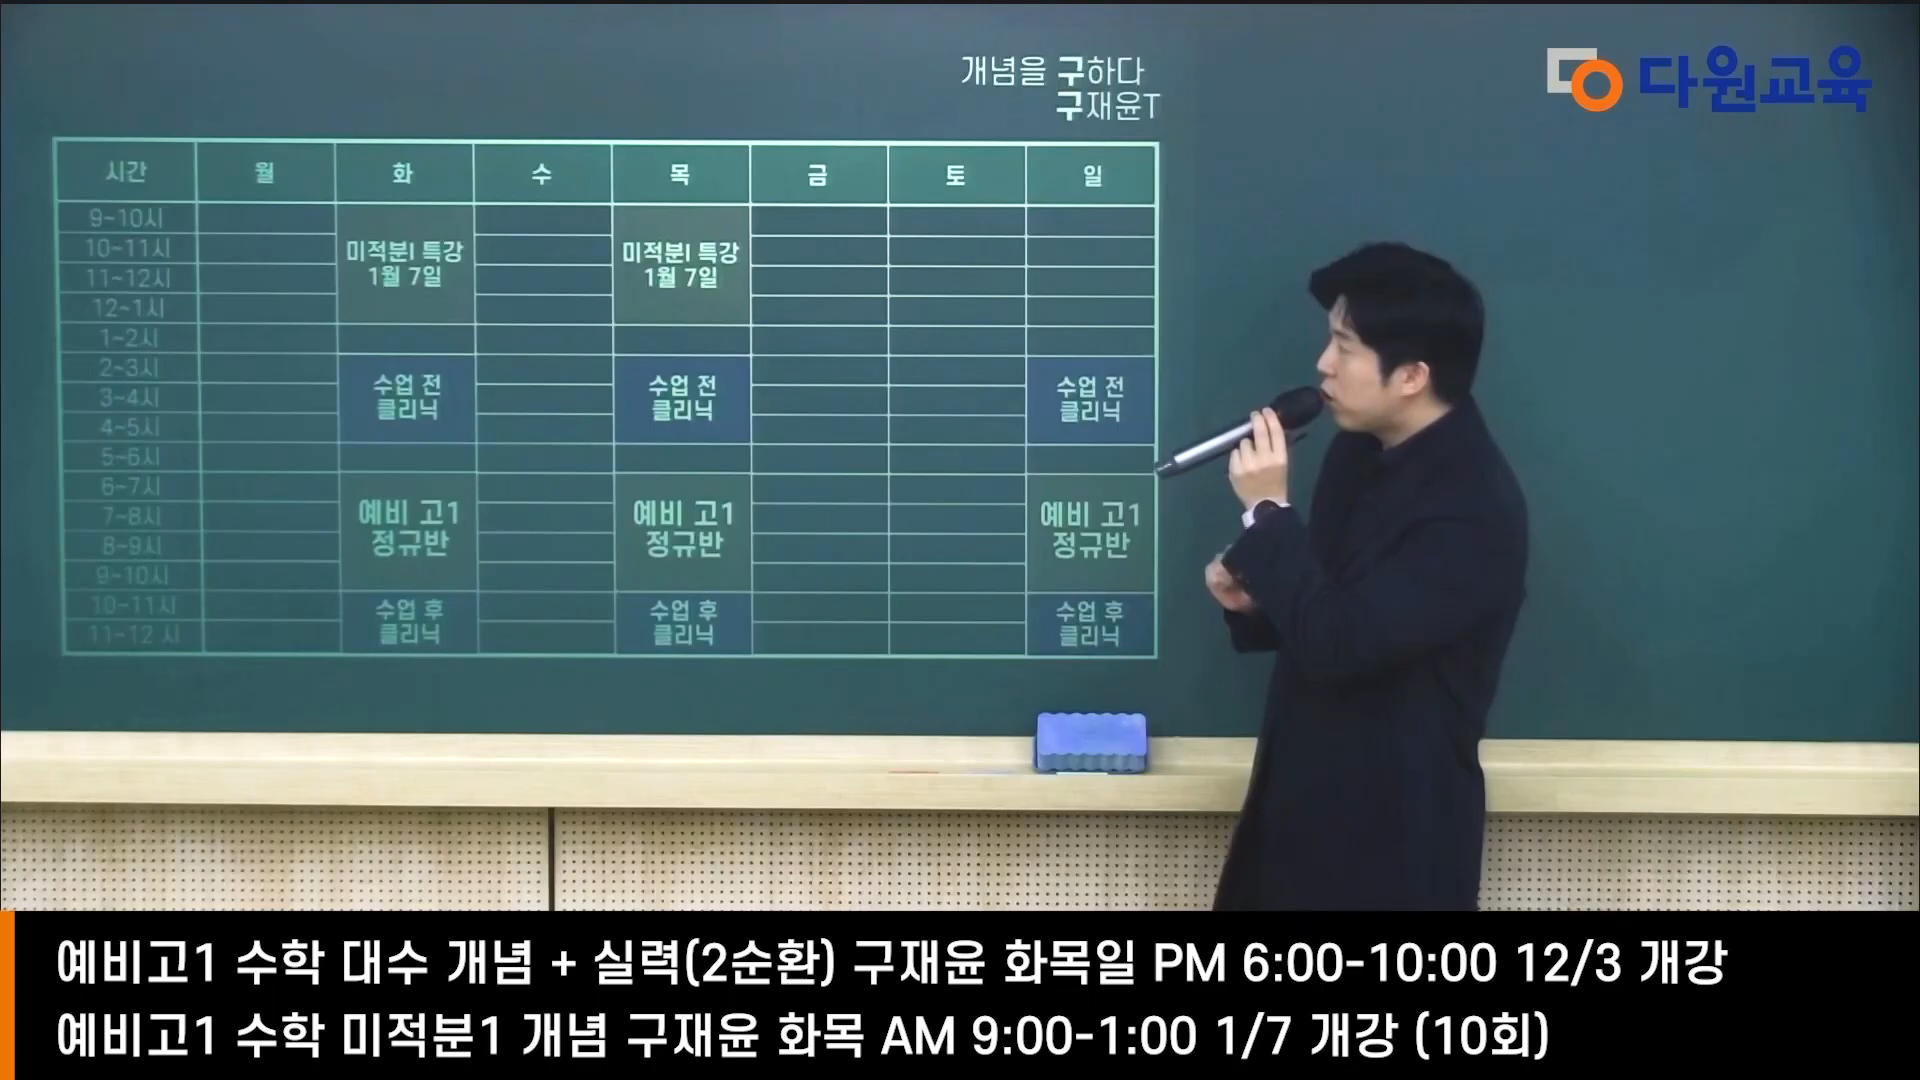 개념을 구하다
구재윤T
다원교육
시간 월 화 수 목 금 토 일
9~10시
10~11시
11~12시
12~1시
1~2시
2~3시
3~4시
4~5시
5~6시
6~7시
7~8시
8~9시
9~10시
10~11시
11~12 시
미적분I 특강
1월 7일
미적분I 특강
1월 7일
수업 전
클리닉
수업 전
클리닉
수업 전
클리닉
예비 고1
정규반
예비 고1
정규반
예비 고1
정규반
수업 후
클리닉
수업 후
클리닉
수업 후
클리닉
예비고1 수학 대수 개념 + 실력(2순환) 구재윤 화목일 PM 6:00-10:00 12/3 개강
예비고1 수학 미적분1 개념 구재윤 화목 AM 9:00-1:00 1/7 개강 (10회)